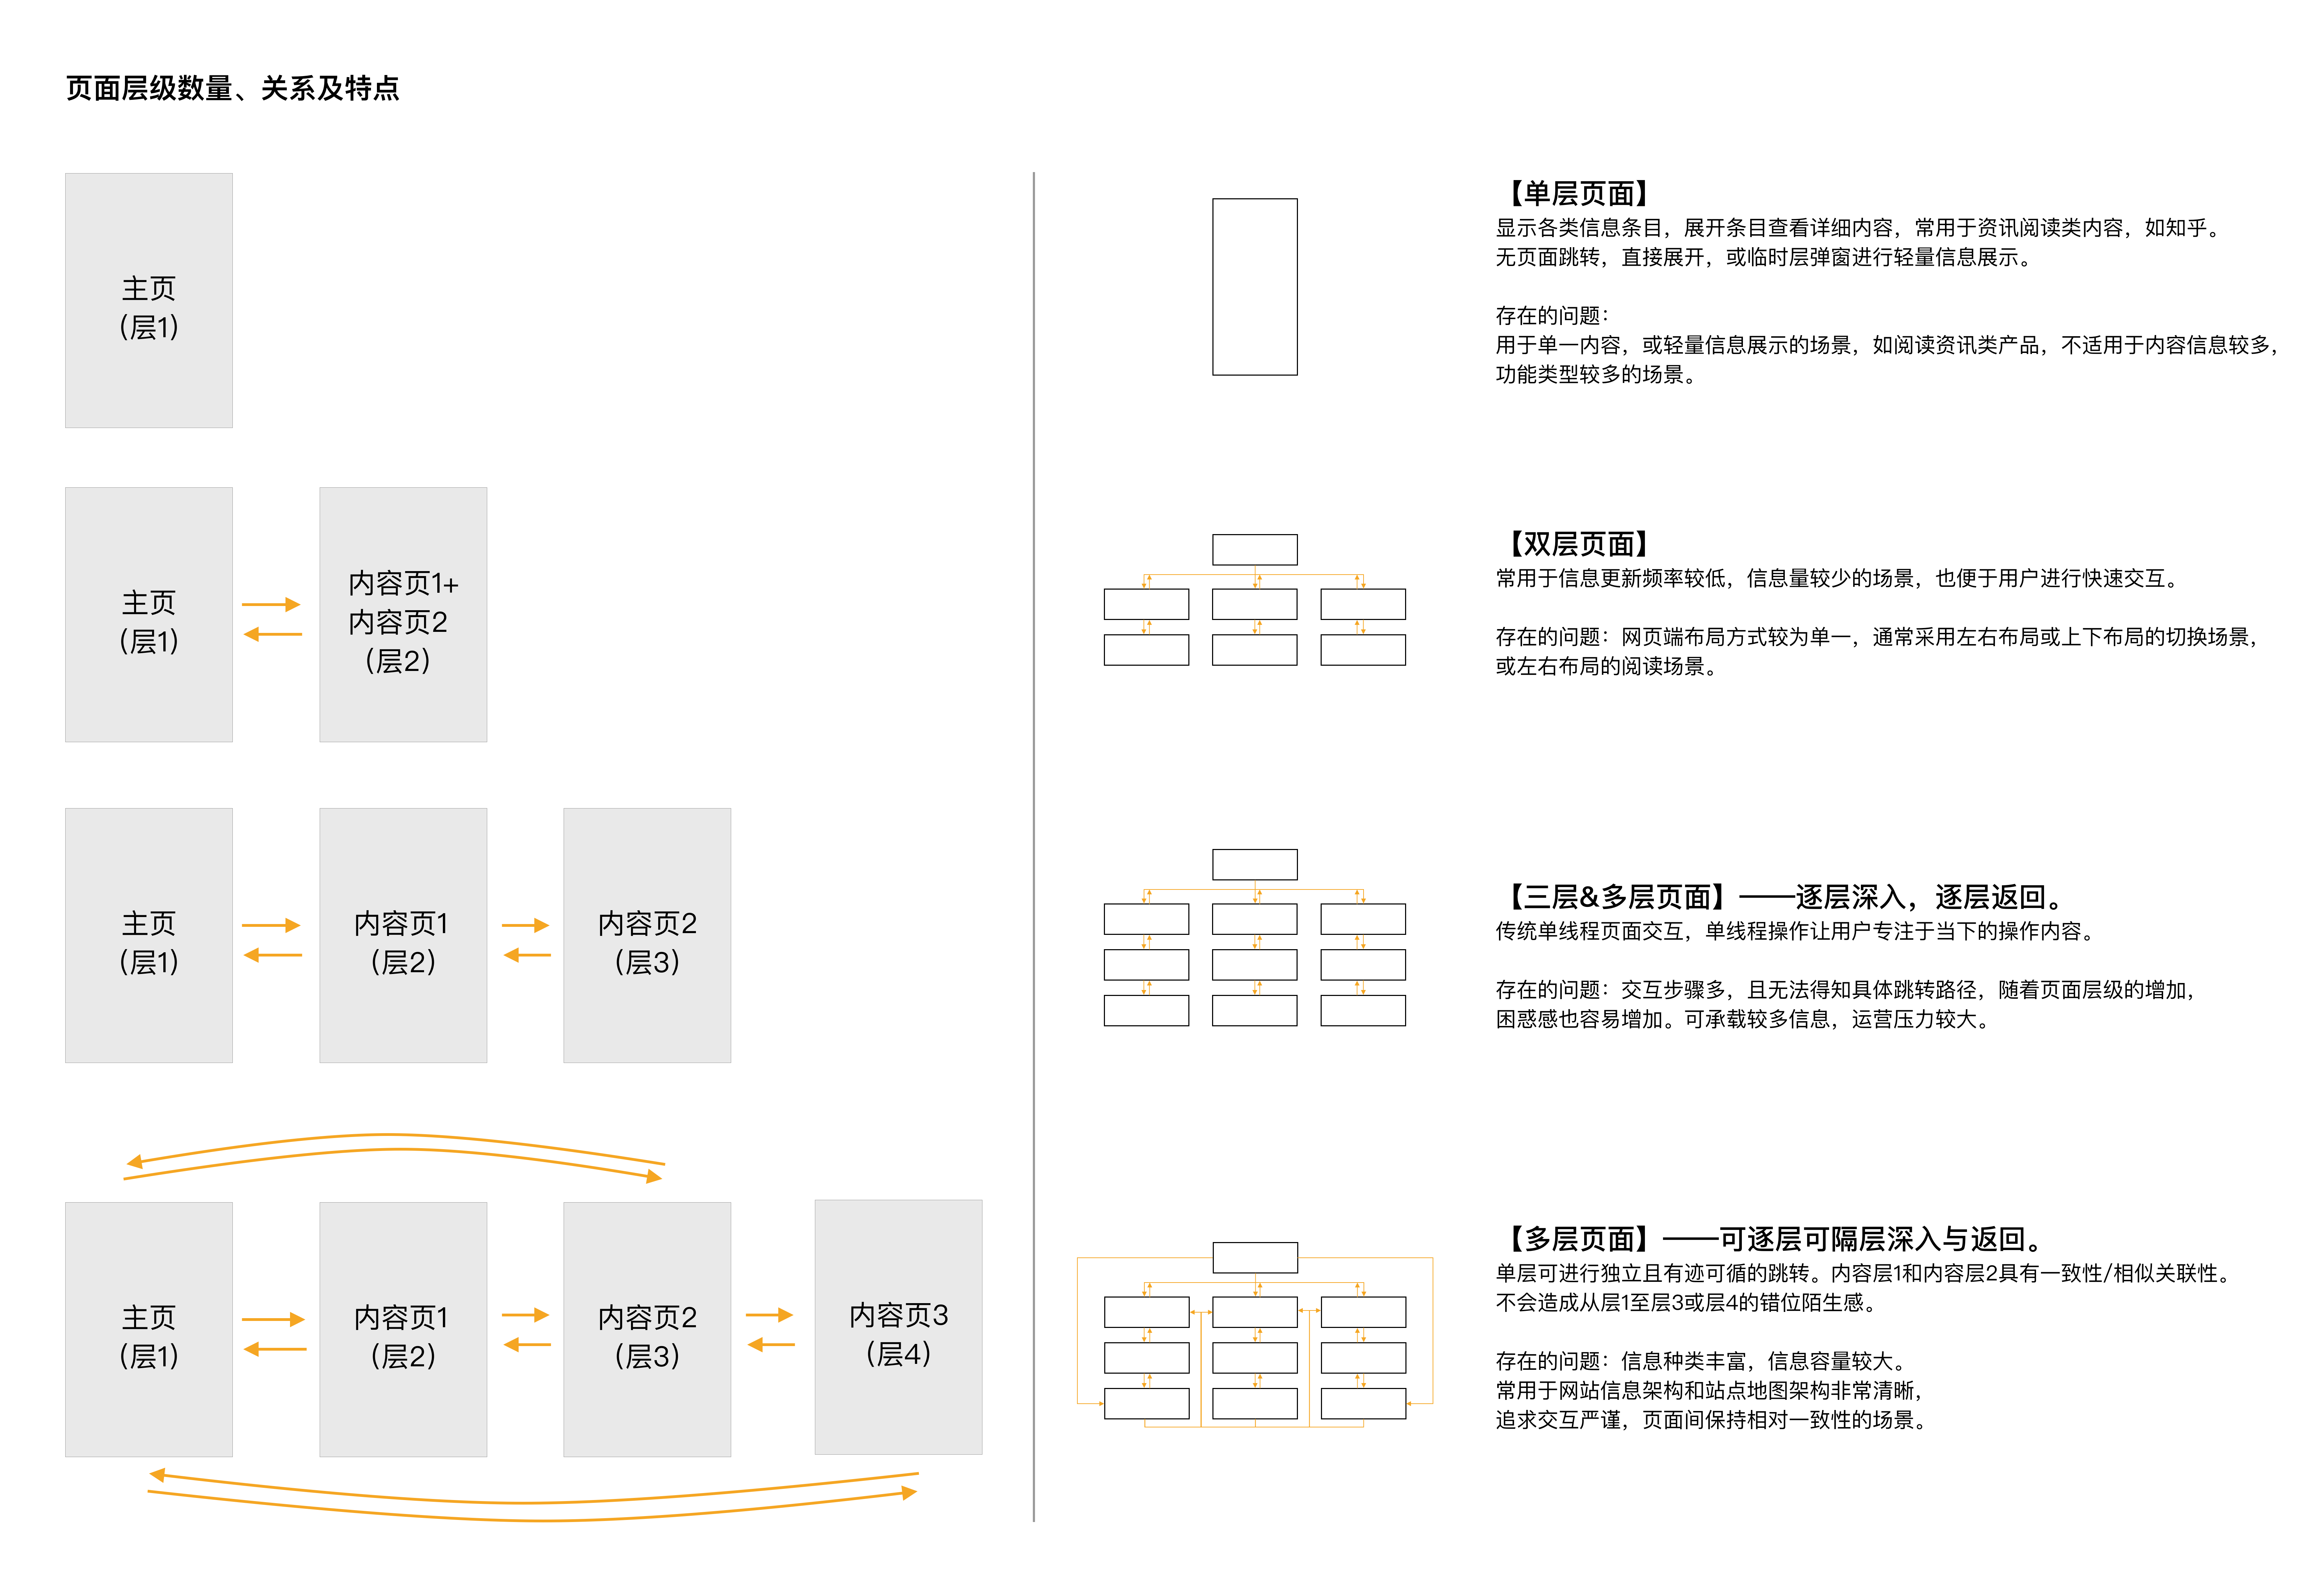 页面层级数量、关系及特点
主页
(层1)
【单层页面】
显示各类信息条目，展开条目查看详细内容，常用于资讯阅读类内容，如知乎。
无页面跳转，直接展开，或临时层弹窗进行轻量信息展示。
存在的问题：
用于单一内容，或轻量信息展示的场景，如阅读资讯类产品，不适用于内容信息较多，
功能类型较多的场景。
主页
(层1)
内容页1+
内容页2
(层2)
【双层页面】
常用于信息更新频率较低，信息量较少的场景，也便于用户进行快速交互。
存在的问题：网页端布局方式较为单一，通常采用左右布局或上下布局的切换场景，
或左右布局的阅读场景。
主页
(层1)
内容页1
(层2)
内容页2
(层3)
【三层&多层页面】——逐层深入，逐层返回。
传统单线程页面交互，单线程操作让用户专注于当下的操作内容。
存在的问题：交互步骤多，且无法得知具体跳转路径，随着页面层级的增加，
困惑感也容易增加。可承载较多信息，运营压力较大。
主页
(层1)
内容页1
(层2)
内容页2
(层3)
内容页3
(层4)
【多层页面】——可逐层可隔层深入与返回。
单层可进行独立且有迹可循的跳转。内容层1和内容层2具有一致性/相似关联性。
不会造成从层1至层3或层4的错位陌生感。
存在的问题：信息种类丰富，信息容量较大。
常用于网站信息架构和站点地图架构非常清晰，
追求交互严谨，页面间保持相对一致性的场景。